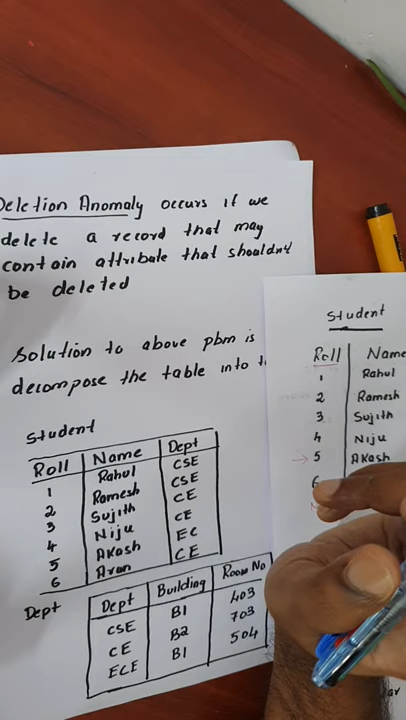 Deletion Anomaly occurs if we
delete a record that may
contain attribute that shouldn't
be deleted
Solution to above pbm is
decompose the table into
Student
Roll Name Dept
1 Rahul CSE
2 Ramesh CSE
3 Sujith CE
4 Niju CE
5 Akash EC
6 Arun CE
Dept
Dept Building Room No
CSE B1 403
CE B2 703
ECE B1 504
Student
Roll Name
1 Rahul
2 Ramesh
3 Sujith
4 Niju
5 Akash
6